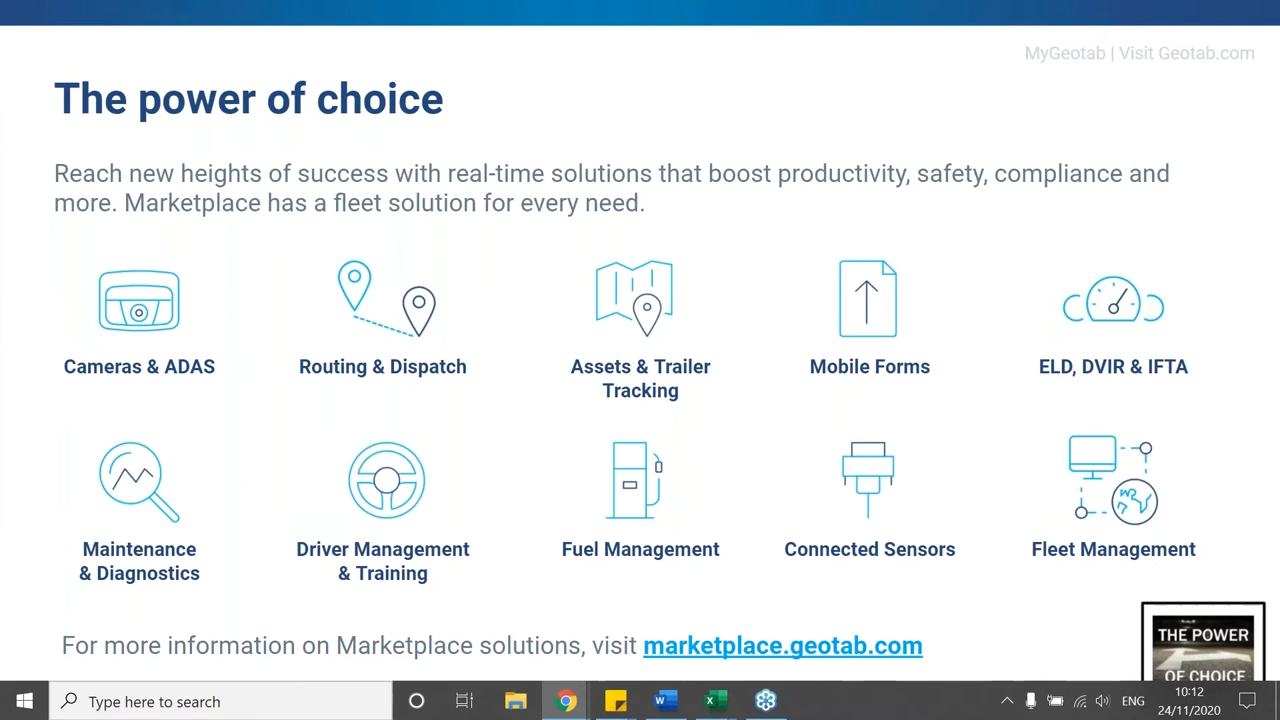 MyGeotab | Visit Geotab.com
The power of choice
Reach new heights of success with real-time solutions that boost productivity, safety, compliance and
more. Marketplace has a fleet solution for every need.
Cameras & ADAS
Routing & Dispatch
Assets & Trailer
Tracking
Mobile Forms
ELD, DVIR & IFTA
Maintenance
& Diagnostics
Driver Management
& Training
Fuel Management
Connected Sensors
Fleet Management
For more information on Marketplace solutions, visit marketplace.geotab.com
THE POWER
OF CHOICE
Type here to search
ENG
10:12
24/11/2020